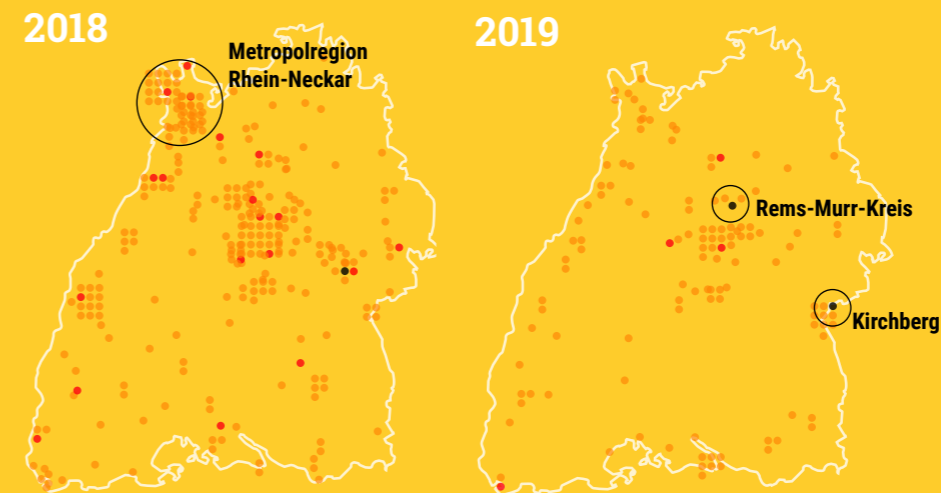 2018
Metropolregion
Rhein-Neckar
2019
Rems-Murr-Kreis
Kirchberg